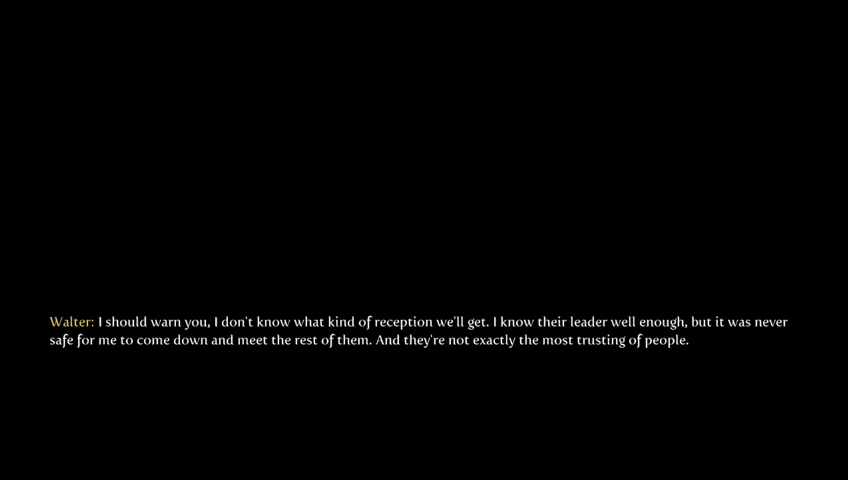 Walter: I should warn you, I don't know what kind of reception we'll get. I know their leader well enough, but it was never
safe for me to come down and meet the rest of them. And they're not exactly the most trusting of people.